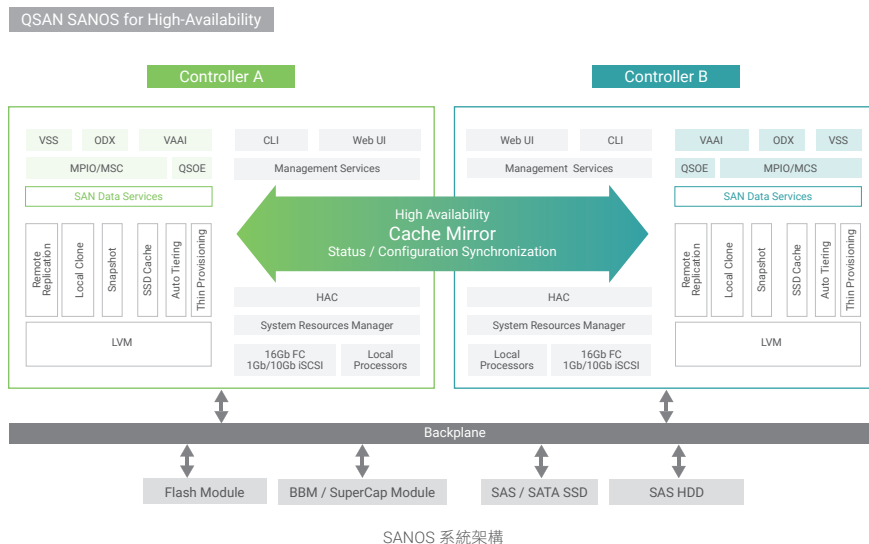 QSAN SANOS for High-Availability
Controller A
VSS
ODX
VAAI
CLI
Web UI
MPIO/MSC
QSOE
Management Services
SAN Data Services
Remote
Replication
Local Clone
Snapshot
SSD Cache
Auto Tiering
Thin Provisioning
LVM
HAC
System Resources Manager
16Gb FC
1Gb/10Gb iSCSI
Local
Processors
High Availability
Cache Mirror
Status / Configuration Synchronization
Controller B
Web UI
CLI
VAAI
ODX
VSS
Management Services
QSOE
MPIO/MCS
SAN Data Services
HAC
System Resources Manager
Local
Processors
16Gb FC
1Gb/10Gb iSCSI
Remote
Replication
Local Clone
Snapshot
SSD Cache
Auto Tiering
Thin Provisioning
LVM
Backplane
Flash Module
BBM / SuperCap Module
SAS / SATA SSD
SAS HDD
SANOS 系統架構